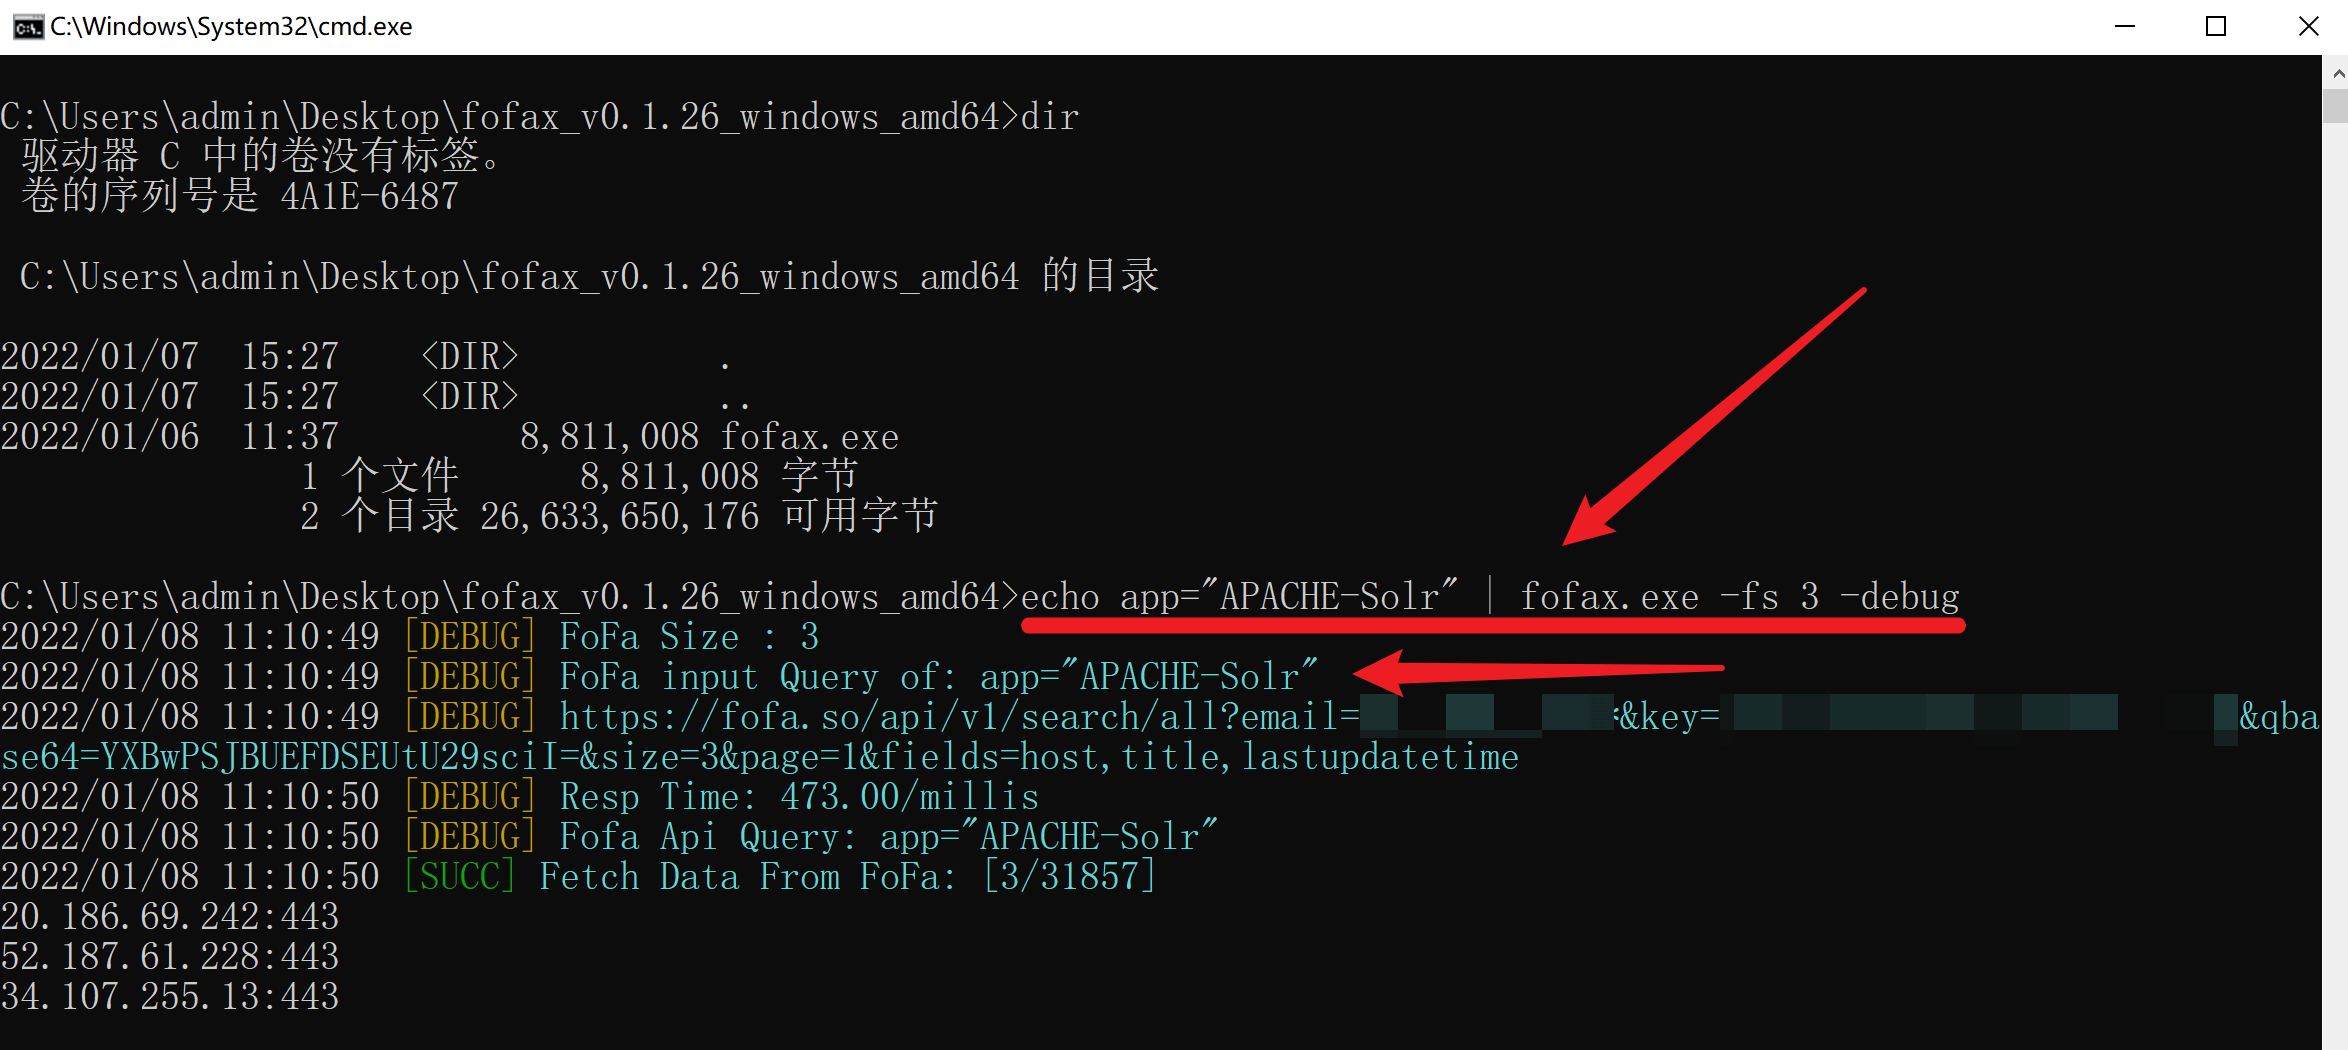 C:\Windows\System32\cmd.exe
C:\Users\admin\Desktop\fofax_v0.1.26_windows_amd64>dir
驱动器 C 中的卷没有标签。
卷的序列号是 4A1E-6487
C:\Users\admin\Desktop\fofax_v0.1.26_windows_amd64 的目录
2022/01/07  15:27    <DIR>          .
2022/01/07  15:27    <DIR>          ..
2022/01/06  11:37         8,811,008 fofax.exe
1 个文件      8,811,008 字节
2 个目录 26,633,650,176 可用字节
C:\Users\admin\Desktop\fofax_v0.1.26_windows_amd64>echo app="APACHE-Solr" | fofax.exe -fs 3 -debug
2022/01/08 11:10:49 [DEBUG] FoFa Size : 3
2022/01/08 11:10:49 [DEBUG] FoFa input Query of: app="APACHE-Solr"
2022/01/08 11:10:49 [DEBUG] https://fofa.so/api/v1/search/all?email= &key= &qba
se64=YXBwPSJBUEFDSEUtU29sciI=&size=3&page=1&fields=host,title,lastupdatetime
2022/01/08 11:10:50 [DEBUG] Resp Time: 473.00/millis
2022/01/08 11:10:50 [DEBUG] Fofa Api Query: app="APACHE-Solr"
2022/01/08 11:10:50 [SUCC] Fetch Data From FoFa: [3/31857]
20.186.69.242:443
52.187.61.228:443
34.107.255.13:443